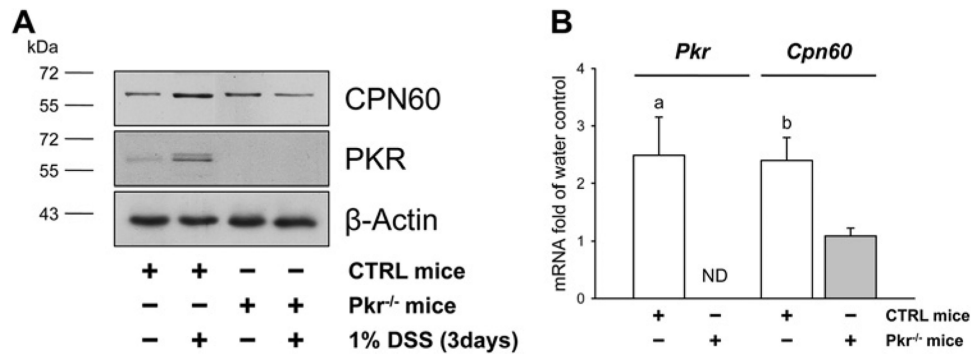 A
kDa
72
55
CPN60
72
55
PKR
43
β-Actin
+ + − − CTRL mice
− − + + Pkr-/- mice
− + − + 1% DSS (3days)
B
Pkr Cpn60
mRNA fold of water control
4
3
2
1
0
a
ND
b
+ − + − CTRL mice
− + − + Pkr-/- mice